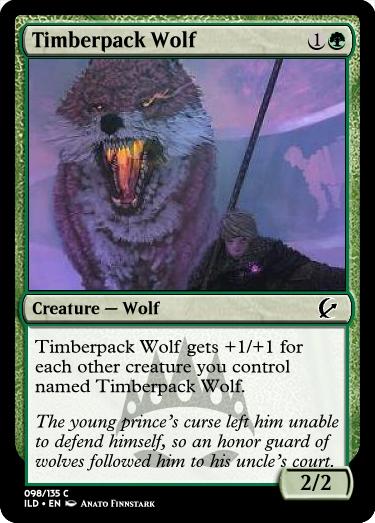 Timberpack Wolf 1
Creature — Wolf
Timberpack Wolf gets +1/+1 for
each other creature you control
named Timberpack Wolf.
The young prince's curse left him unable
to defend himself, so an honor guard of
wolves followed him to his uncle's court.
2/2
098/135 C
ILD • EN Anato Finnstark